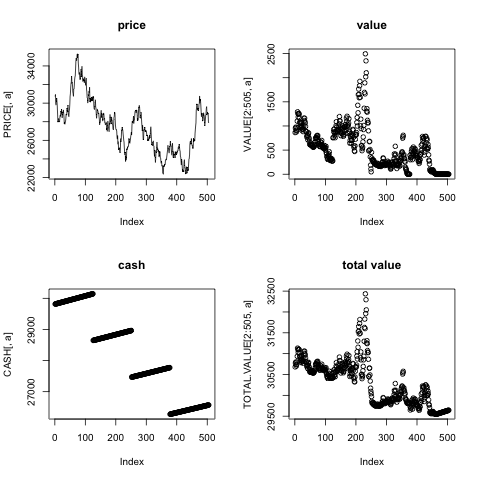 price
PRICE[, a]
22000 26000 30000 34000
0 100 200 300 400 500
Index
value
VALUE[2:505, a]
0 500 1500 2500
0 100 200 300 400 500
Index
cash
CASH[, a]
27000 29000
0 100 200 300 400 500
Index
total value
TOTAL.VALUE[2:505, a]
29500 30500 31500 32500
0 100 200 300 400 500
Index